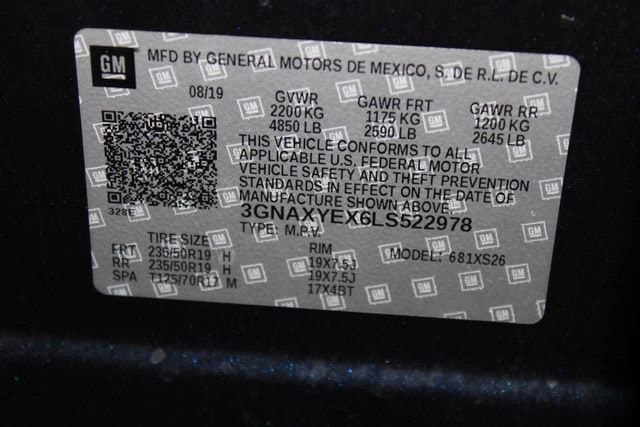 GM MFD BY GENERAL MOTORS DE MEXICO, S. DE R.L. DE C.V.
08/19 GVWR GAWR FRT GAWR RR
2200 KG 1175 KG 1200 KG
4850 LB 2590 LB 2645 LB
THIS VEHICLE CONFORMS TO ALL
APPLICABLE U.S. FEDERAL MOTOR
VEHICLE SAFETY AND THEFT PREVENTION
STANDARDS IN EFFECT ON THE DATE OF
MANUFACTURE SHOWN ABOVE.
328E
3GNAXYEX6LS522978
TYPE: M.P.V. MODEL: 681XS26
TIRE SIZE RIM
FRT 235/50R19 H 19X7.5J
RR 235/50R19 H 19X7.5J
SPA T125/70R17 M 17X4BT